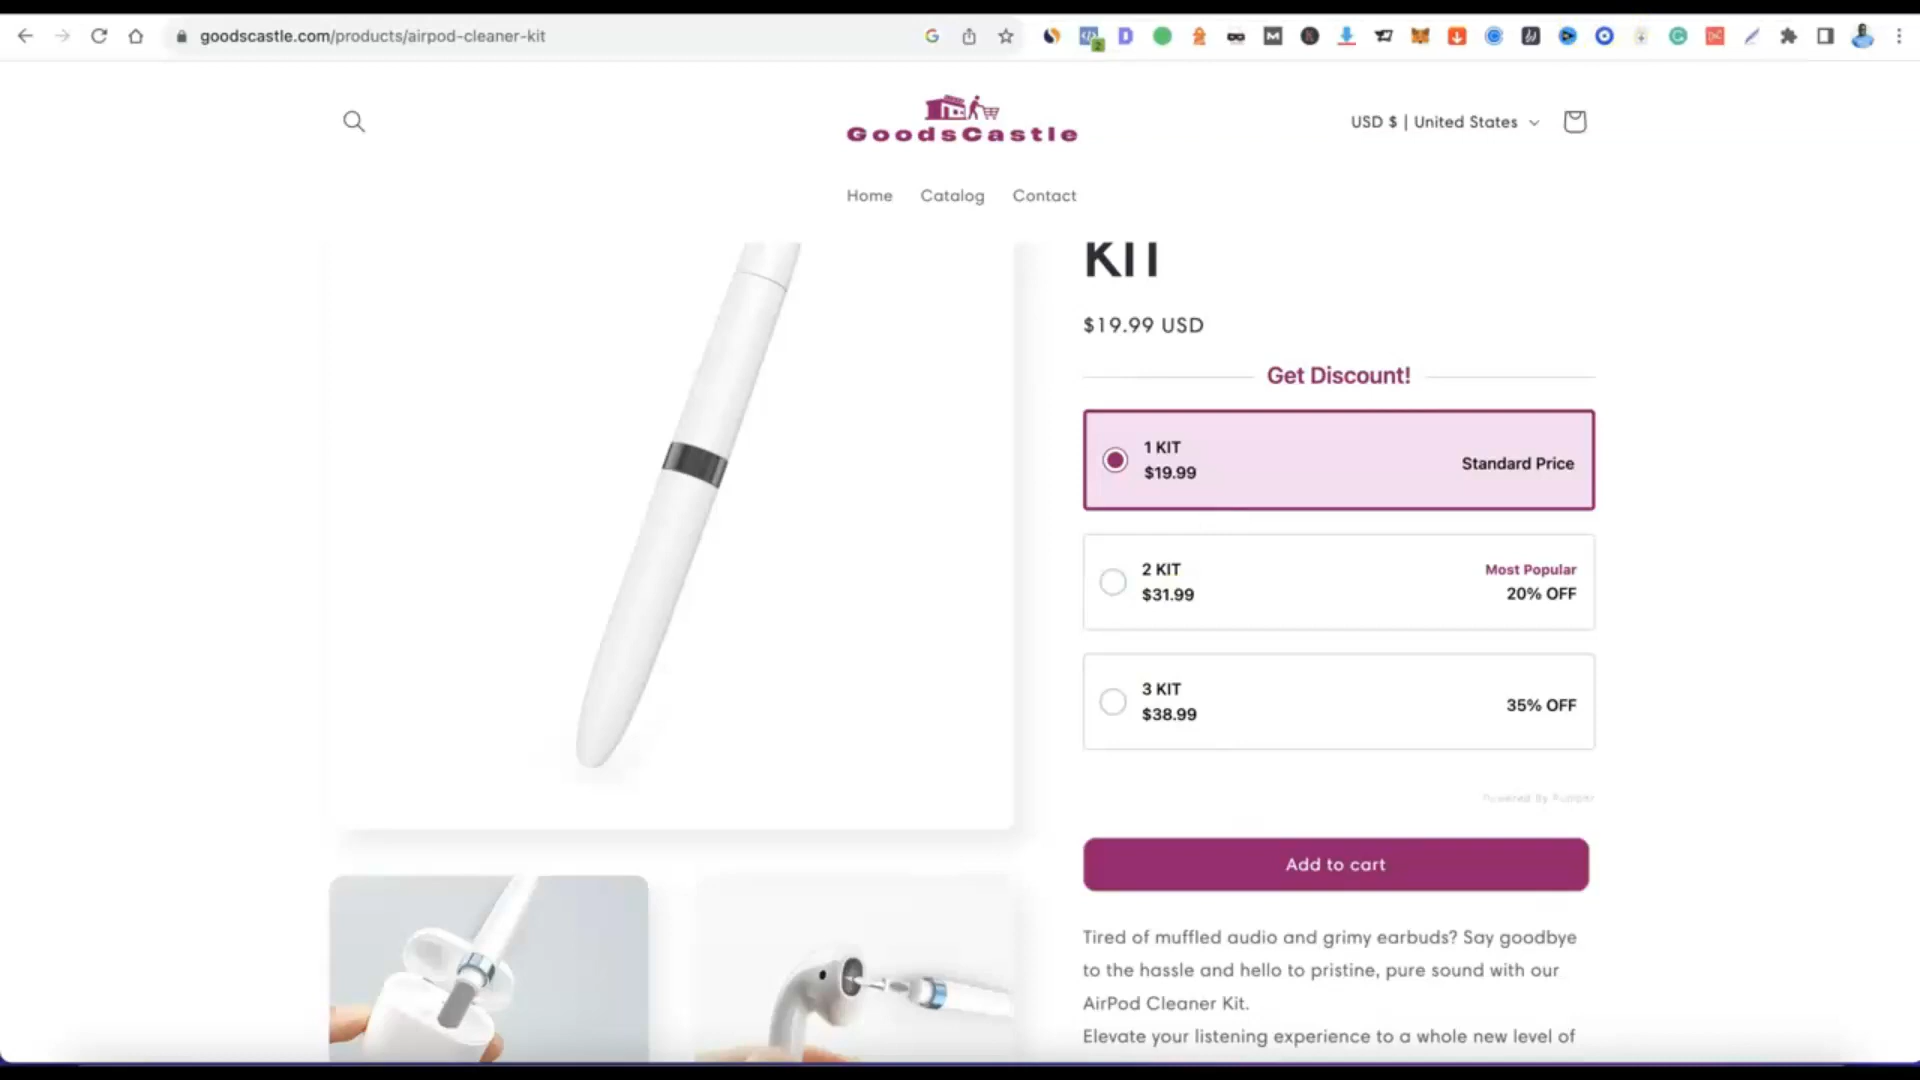 goodscastle.com/products/airpod-cleaner-kit
GoodsCastle
USD $ | United States
Home Catalog Contact
KIT
$19.99 USD
Get Discount!
1 KIT
$19.99
Standard Price
2 KIT
$31.99
Most Popular
20% OFF
3 KIT
$38.99
35% OFF
Powered By
Add to cart
Tired of muffled audio and grimy earbuds? Say goodbye
to the hassle and hello to pristine, pure sound with our
AirPod Cleaner Kit.
Elevate your listening experience to a whole new level of